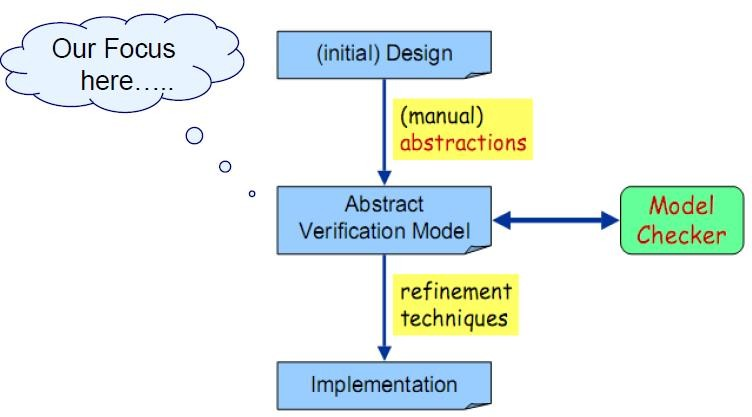 Our Focus
here.....
(initial) Design
(manual)
abstractions
Abstract
Verification Model
Model
Checker
refinement
techniques
Implementation